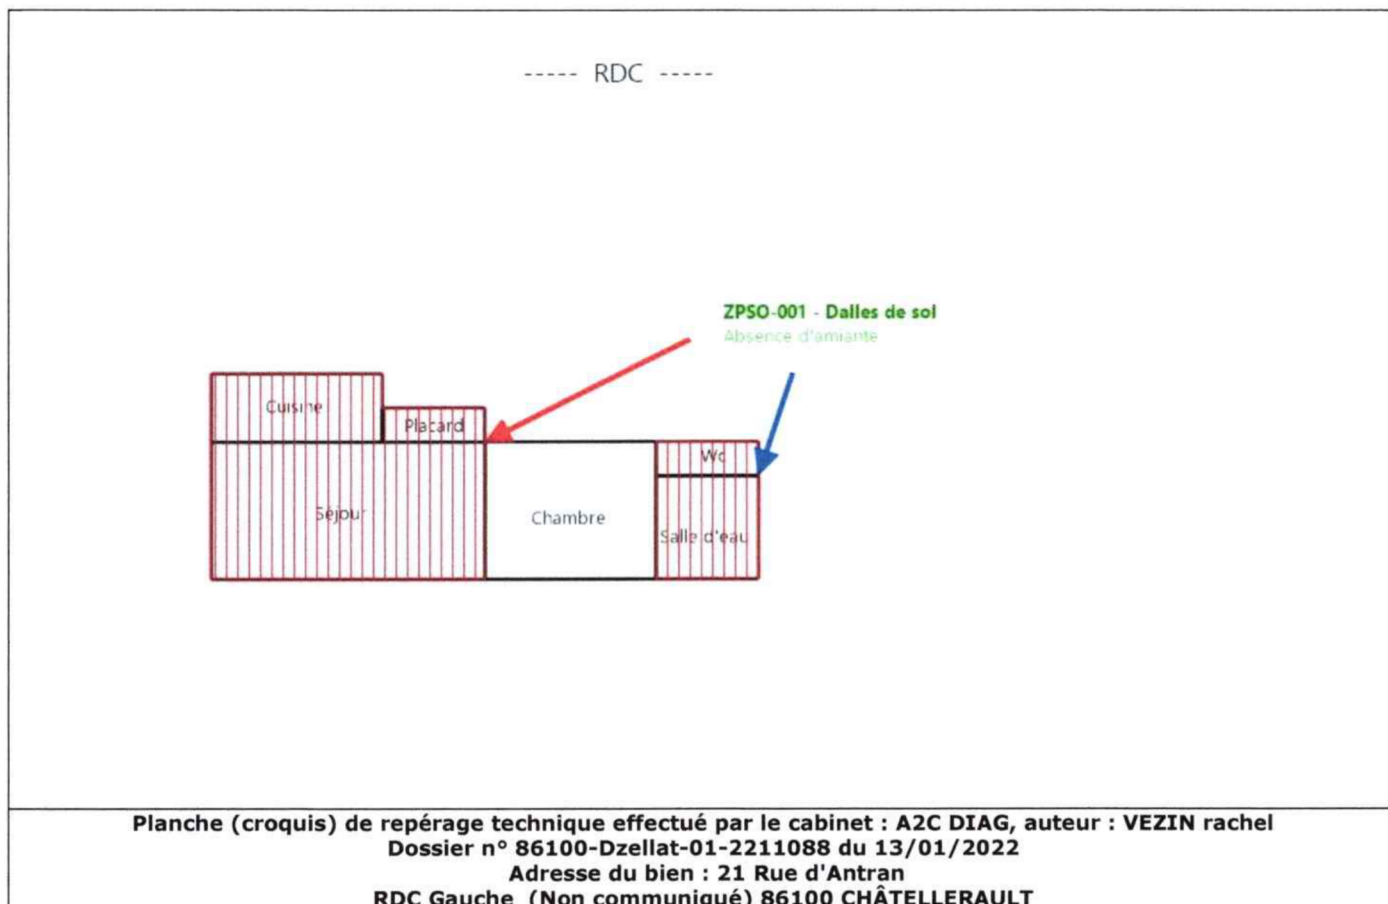 ----- RDC -----
ZPSO-001 - Dalles de sol
Absence d'amiante
Cuisine
Placard
Wc
Séjour
Chambre
Salle d'eau
Planche (croquis) de repérage technique effectué par le cabinet : A2C DIAG, auteur : VEZIN rachel
Dossier n° 86100-Dzellat-01-2211088 du 13/01/2022
Adresse du bien : 21 Rue d'Antran
RDC Gauche (Non communiqué) 86100 CHÂTELLERAULT